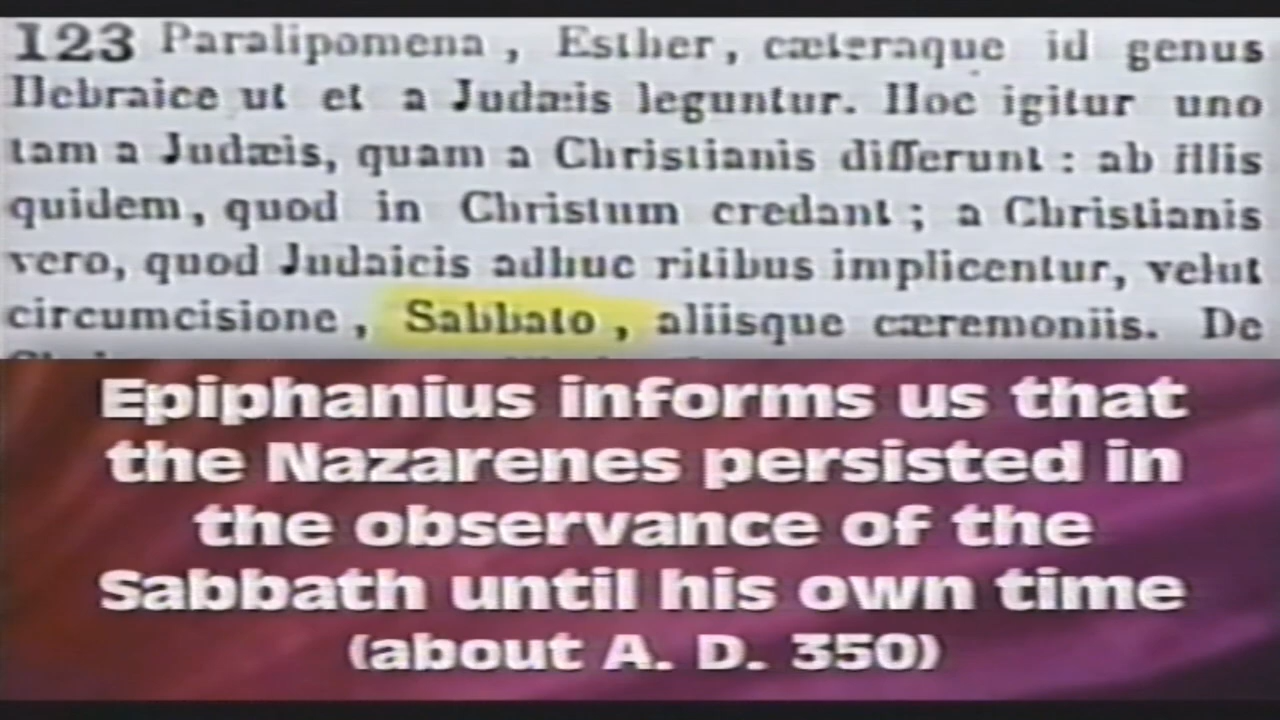 123 Paralipomena, Esther, cæteraque id genus
Hebraice ut et a Judæis leguntur. Hoc igitur uno
tam a Judæis, quam a Christianis differunt : ab illis
quidem, quod in Christum credant ; a Christianis
vero, quod Judaicis adhuc ritibus implicentur, velut
circumcisione, Sabbato, aliisque cæremoniis. De
Epiphanius informs us that
the Nazarenes persisted in
the observance of the
Sabbath until his own time
(about A. D. 350)